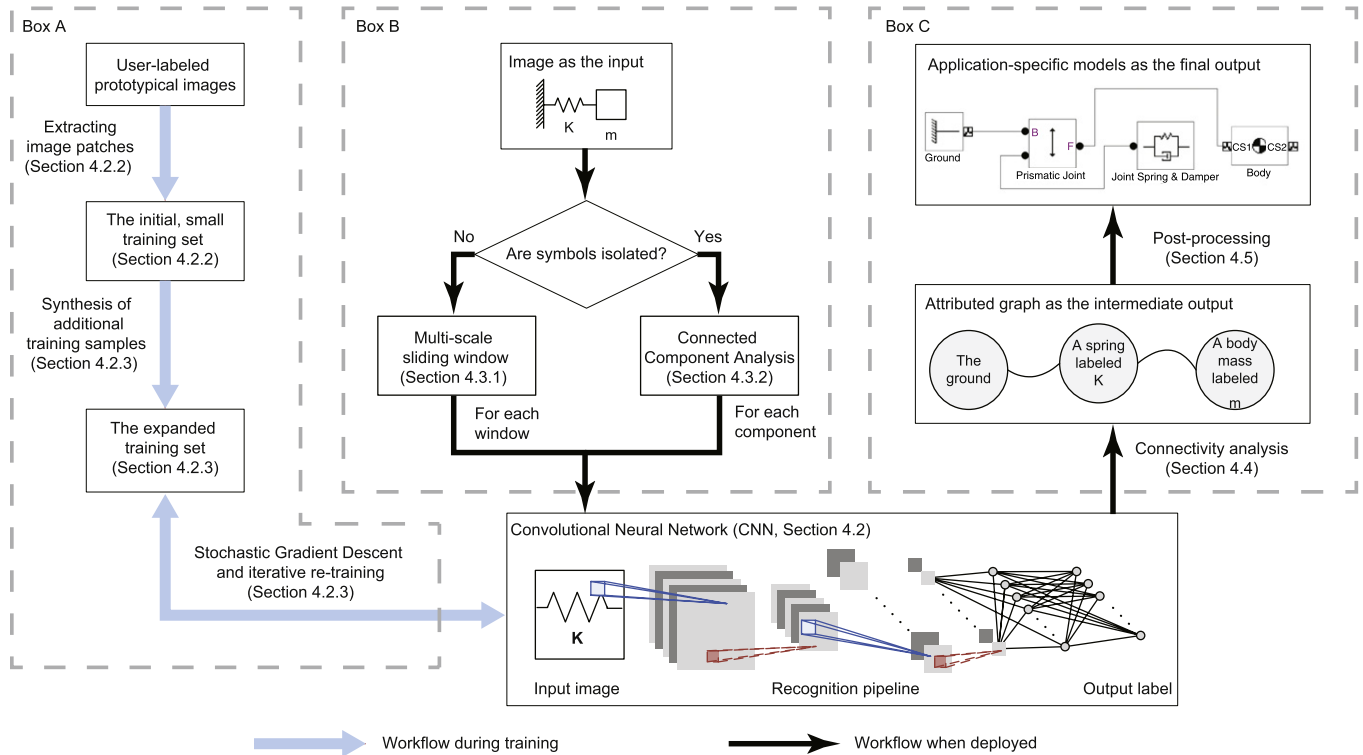 Box A
User-labeled
prototypical images
Extracting
image patches
(Section 4.2.2)
The initial, small
training set
(Section 4.2.2)
Synthesis of
additional
training samples
(Section 4.2.3)
The expanded
training set
(Section 4.2.3)
Stochastic Gradient Descent
and iterative re-training
(Section 4.2.3)
Box B
Image as the input
K
m
Are symbols isolated?
No
Yes
Multi-scale
sliding window
(Section 4.3.1)
Connected
Component Analysis
(Section 4.3.2)
For each
window
For each
component
Convolutional Neural Network (CNN, Section 4.2)
K
Input image
Recognition pipeline
Output label
Box C
Application-specific models as the final output
Ground
B
F
Prismatic Joint
Joint Spring & Damper
CS1
CS2
Body
Post-processing
(Section 4.5)
Attributed graph as the intermediate output
The
ground
A spring
labeled
K
A body
mass
labeled
m
Connectivity analysis
(Section 4.4)
Workflow during training
Workflow when deployed